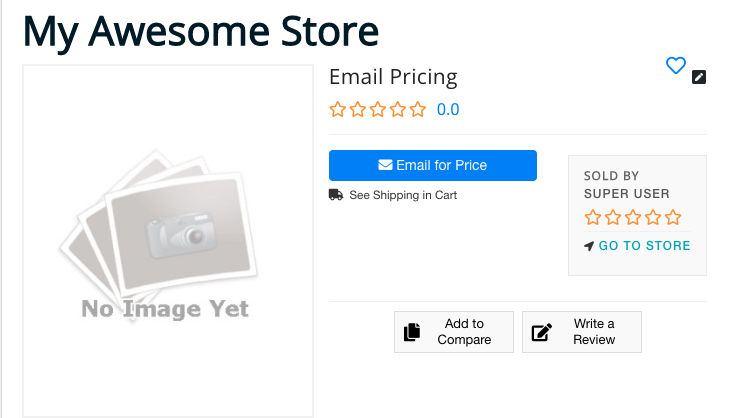 My Awesome Store
Email Pricing
0.0
Email for Price
See Shipping in Cart
SOLD BY
SUPER USER
GO TO STORE
No Image Yet
Add to
Compare
Write a
Review